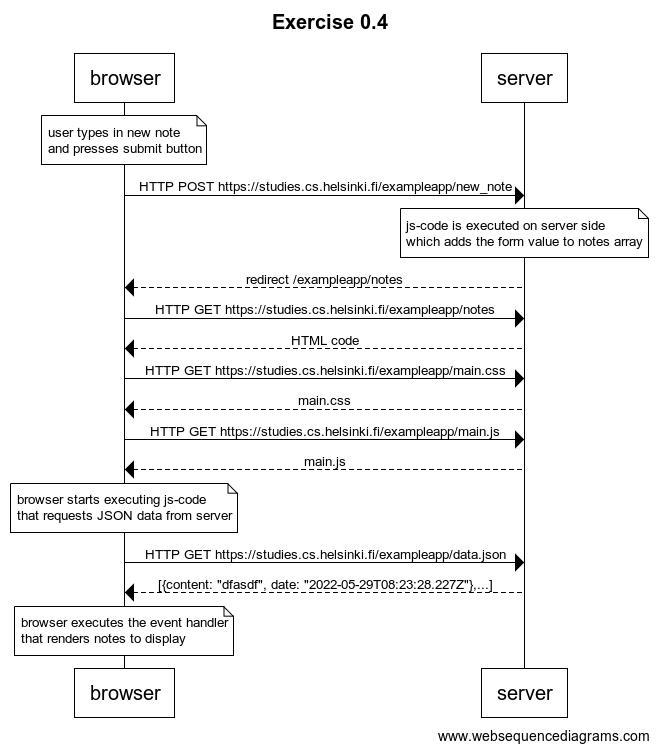 Exercise 0.4
browser
server
user types in new note
and presses submit button
HTTP POST https://studies.cs.helsinki.fi/exampleapp/new_note
js-code is executed on server side
which adds the form value to notes array
redirect /exampleapp/notes
HTTP GET https://studies.cs.helsinki.fi/exampleapp/notes
HTML code
HTTP GET https://studies.cs.helsinki.fi/exampleapp/main.css
main.css
HTTP GET https://studies.cs.helsinki.fi/exampleapp/main.js
main.js
browser starts executing js-code
that requests JSON data from server
HTTP GET https://studies.cs.helsinki.fi/exampleapp/data.json
[{content: "dfasdf", date: "2022-05-29T08:23:28.227Z"},...]
browser executes the event handler
that renders notes to display
browser
server
www.websequencediagrams.com